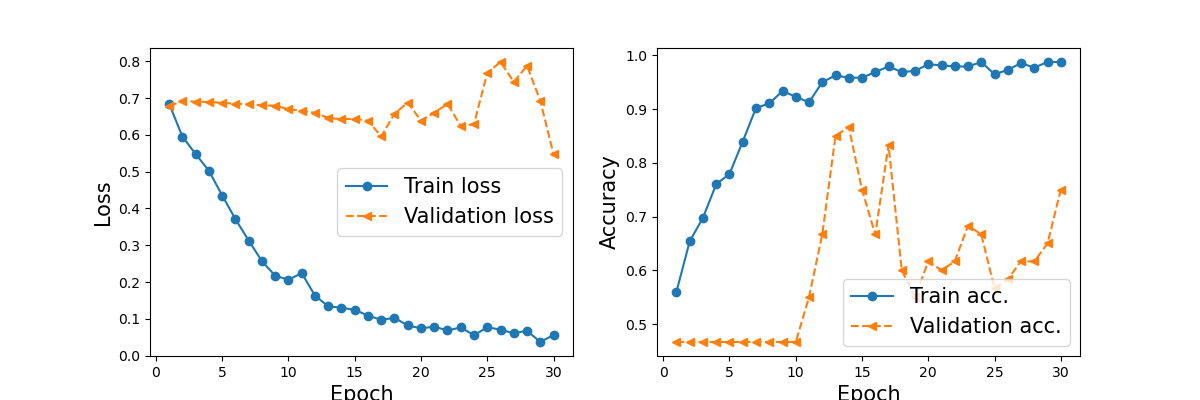 0.8
0.7
0.6
0.5
0.4
0.3
0.2
0.1
0.0
Loss
0 5 10 15 20 25 30
Epoch
Train loss
Validation loss
1.0
0.9
0.8
0.7
0.6
0.5
Accuracy
0 5 10 15 20 25 30
Epoch
Train acc.
Validation acc.